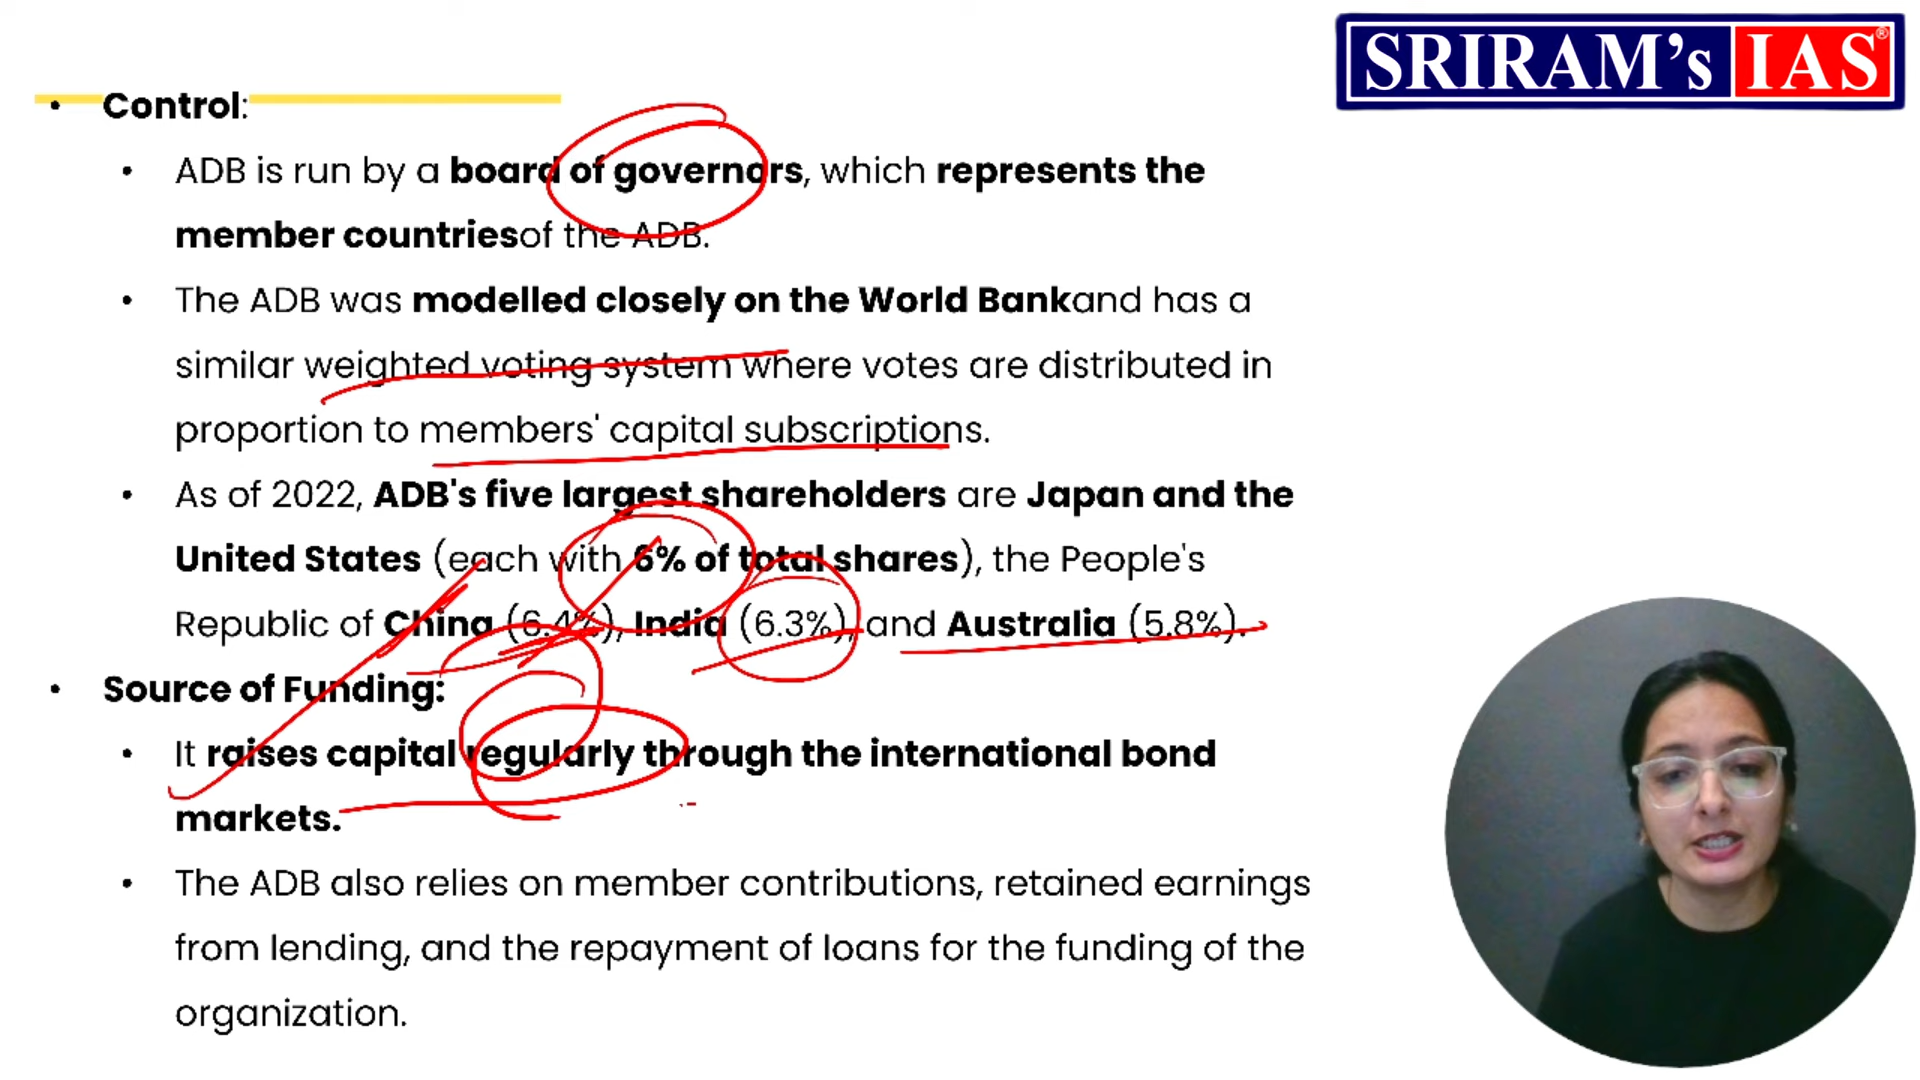 SRIRAM's IAS®
• Control:
• ADB is run by a board of governors, which represents the
member countriesof the ADB.
• The ADB was modelled closely on the World Bankand has a
similar weighted voting system where votes are distributed in
proportion to members' capital subscriptions.
• As of 2022, ADB's five largest shareholders are Japan and the
United States (each with 6% of total shares), the People's
Republic of China (6.4%), India (6.3%), and Australia (5.8%).
• Source of Funding:
• It raises capital regularly through the international bond
markets.
• The ADB also relies on member contributions, retained earnings
from lending, and the repayment of loans for the funding of the
organization.